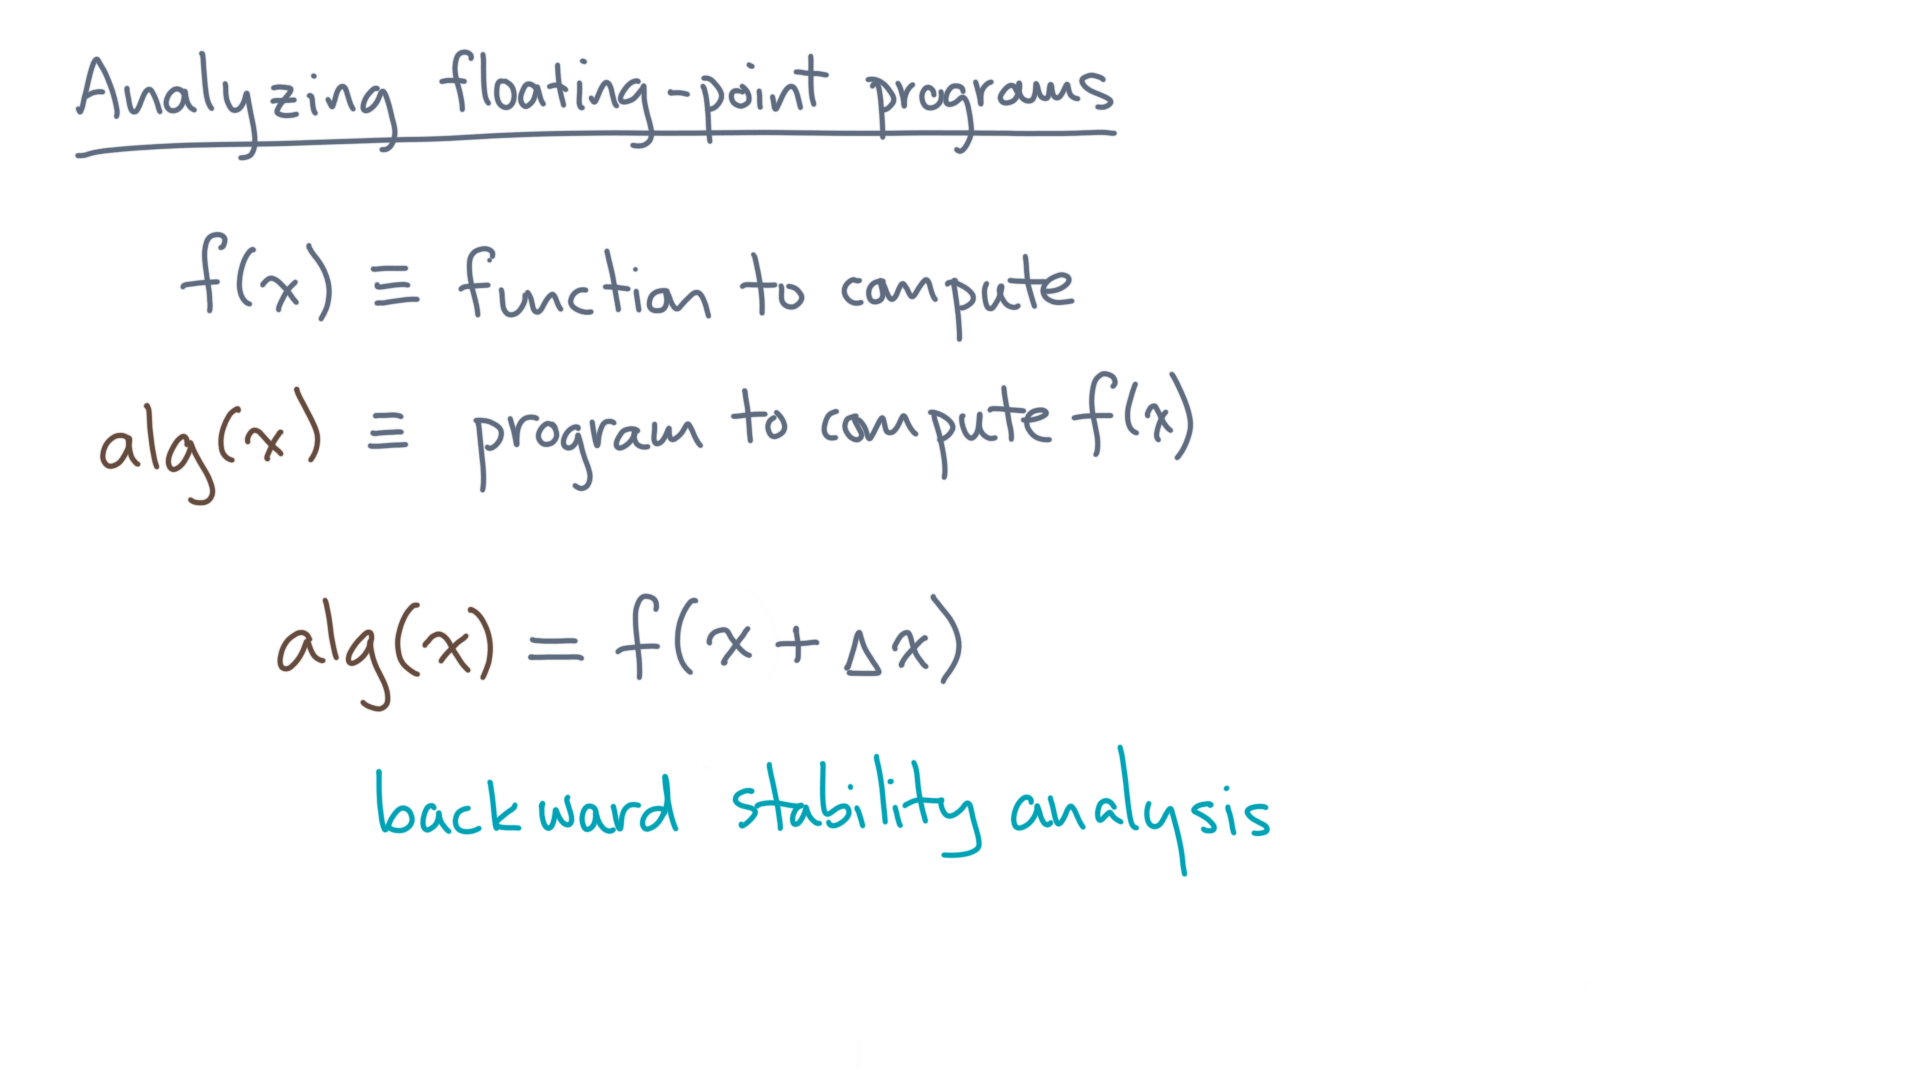 Analyzing floating-point programs
f(x) ≡ function to compute
alg(x) ≡ program to compute f(x)
alg(x) = f(x + Δx)
backward stability analysis